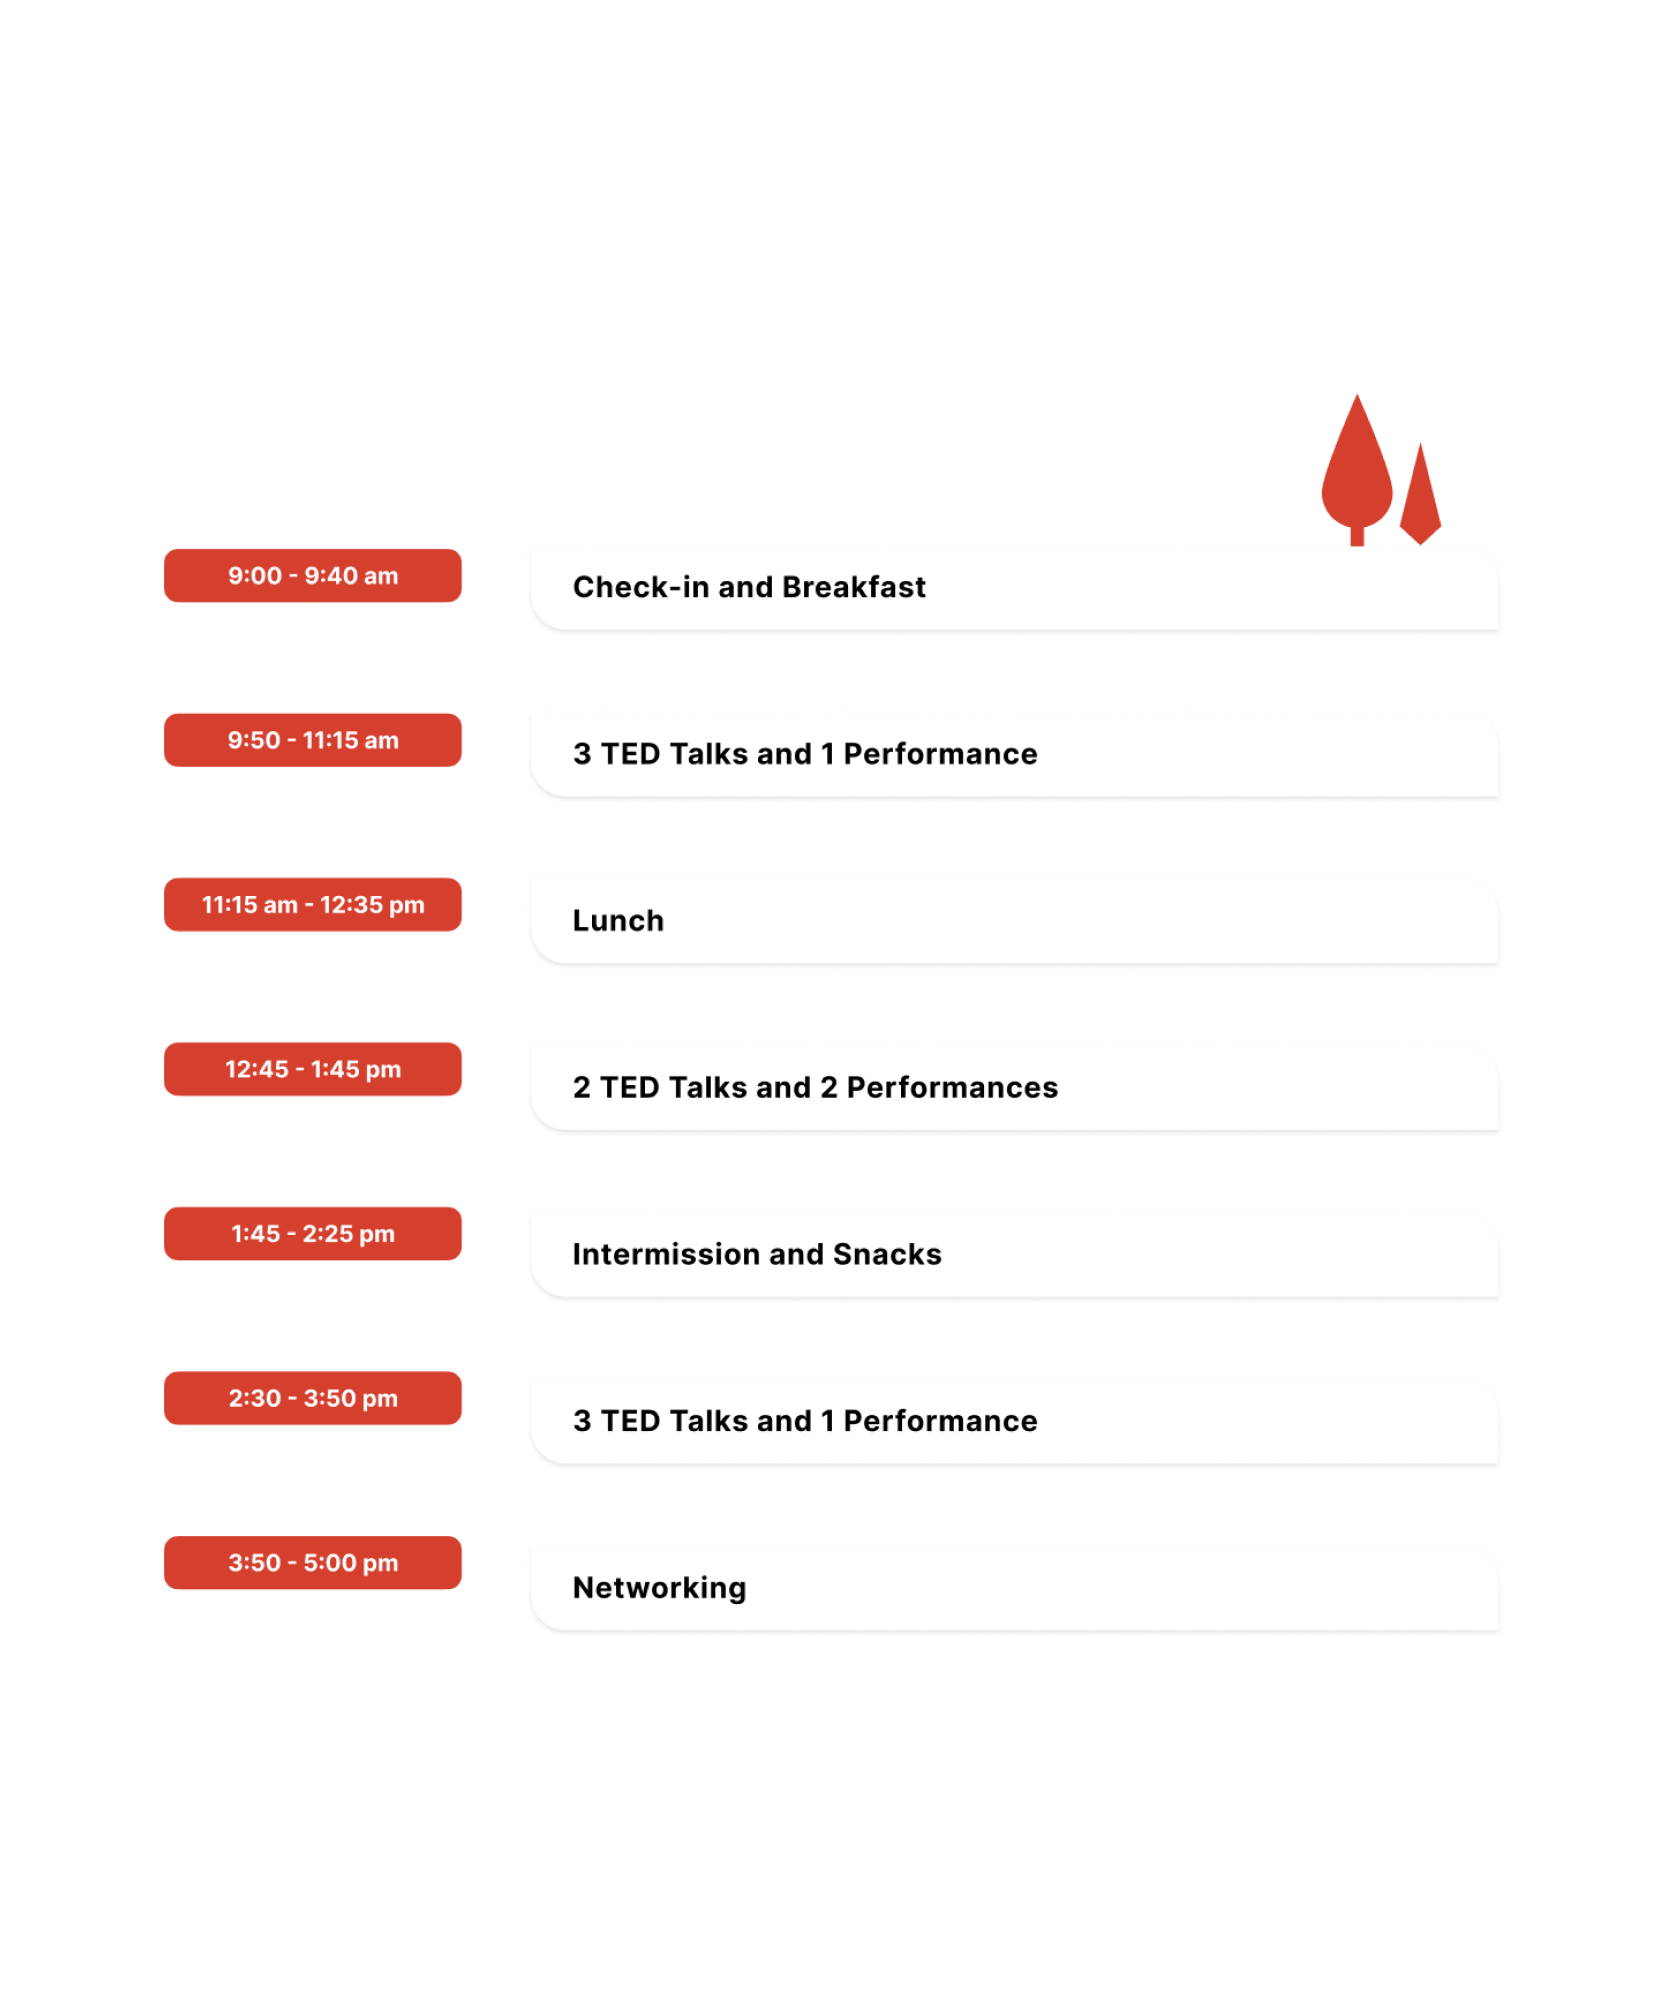 9:00 - 9:40 am
Check-in and Breakfast
9:50 - 11:15 am
3 TED Talks and 1 Performance
11:15 am - 12:35 pm
Lunch
12:45 - 1:45 pm
2 TED Talks and 2 Performances
1:45 - 2:25 pm
Intermission and Snacks
2:30 - 3:50 pm
3 TED Talks and 1 Performance
3:50 - 5:00 pm
Networking